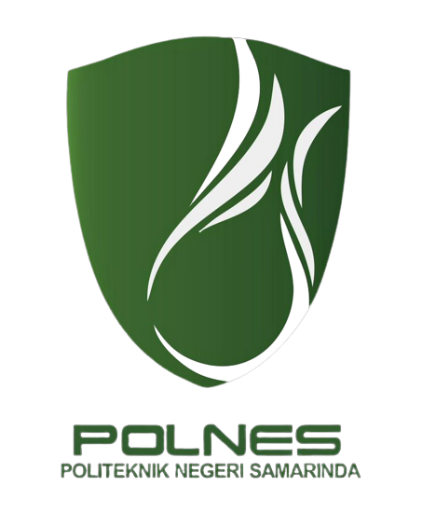 POLNES
POLITEKNIK NEGERI SAMARINDA